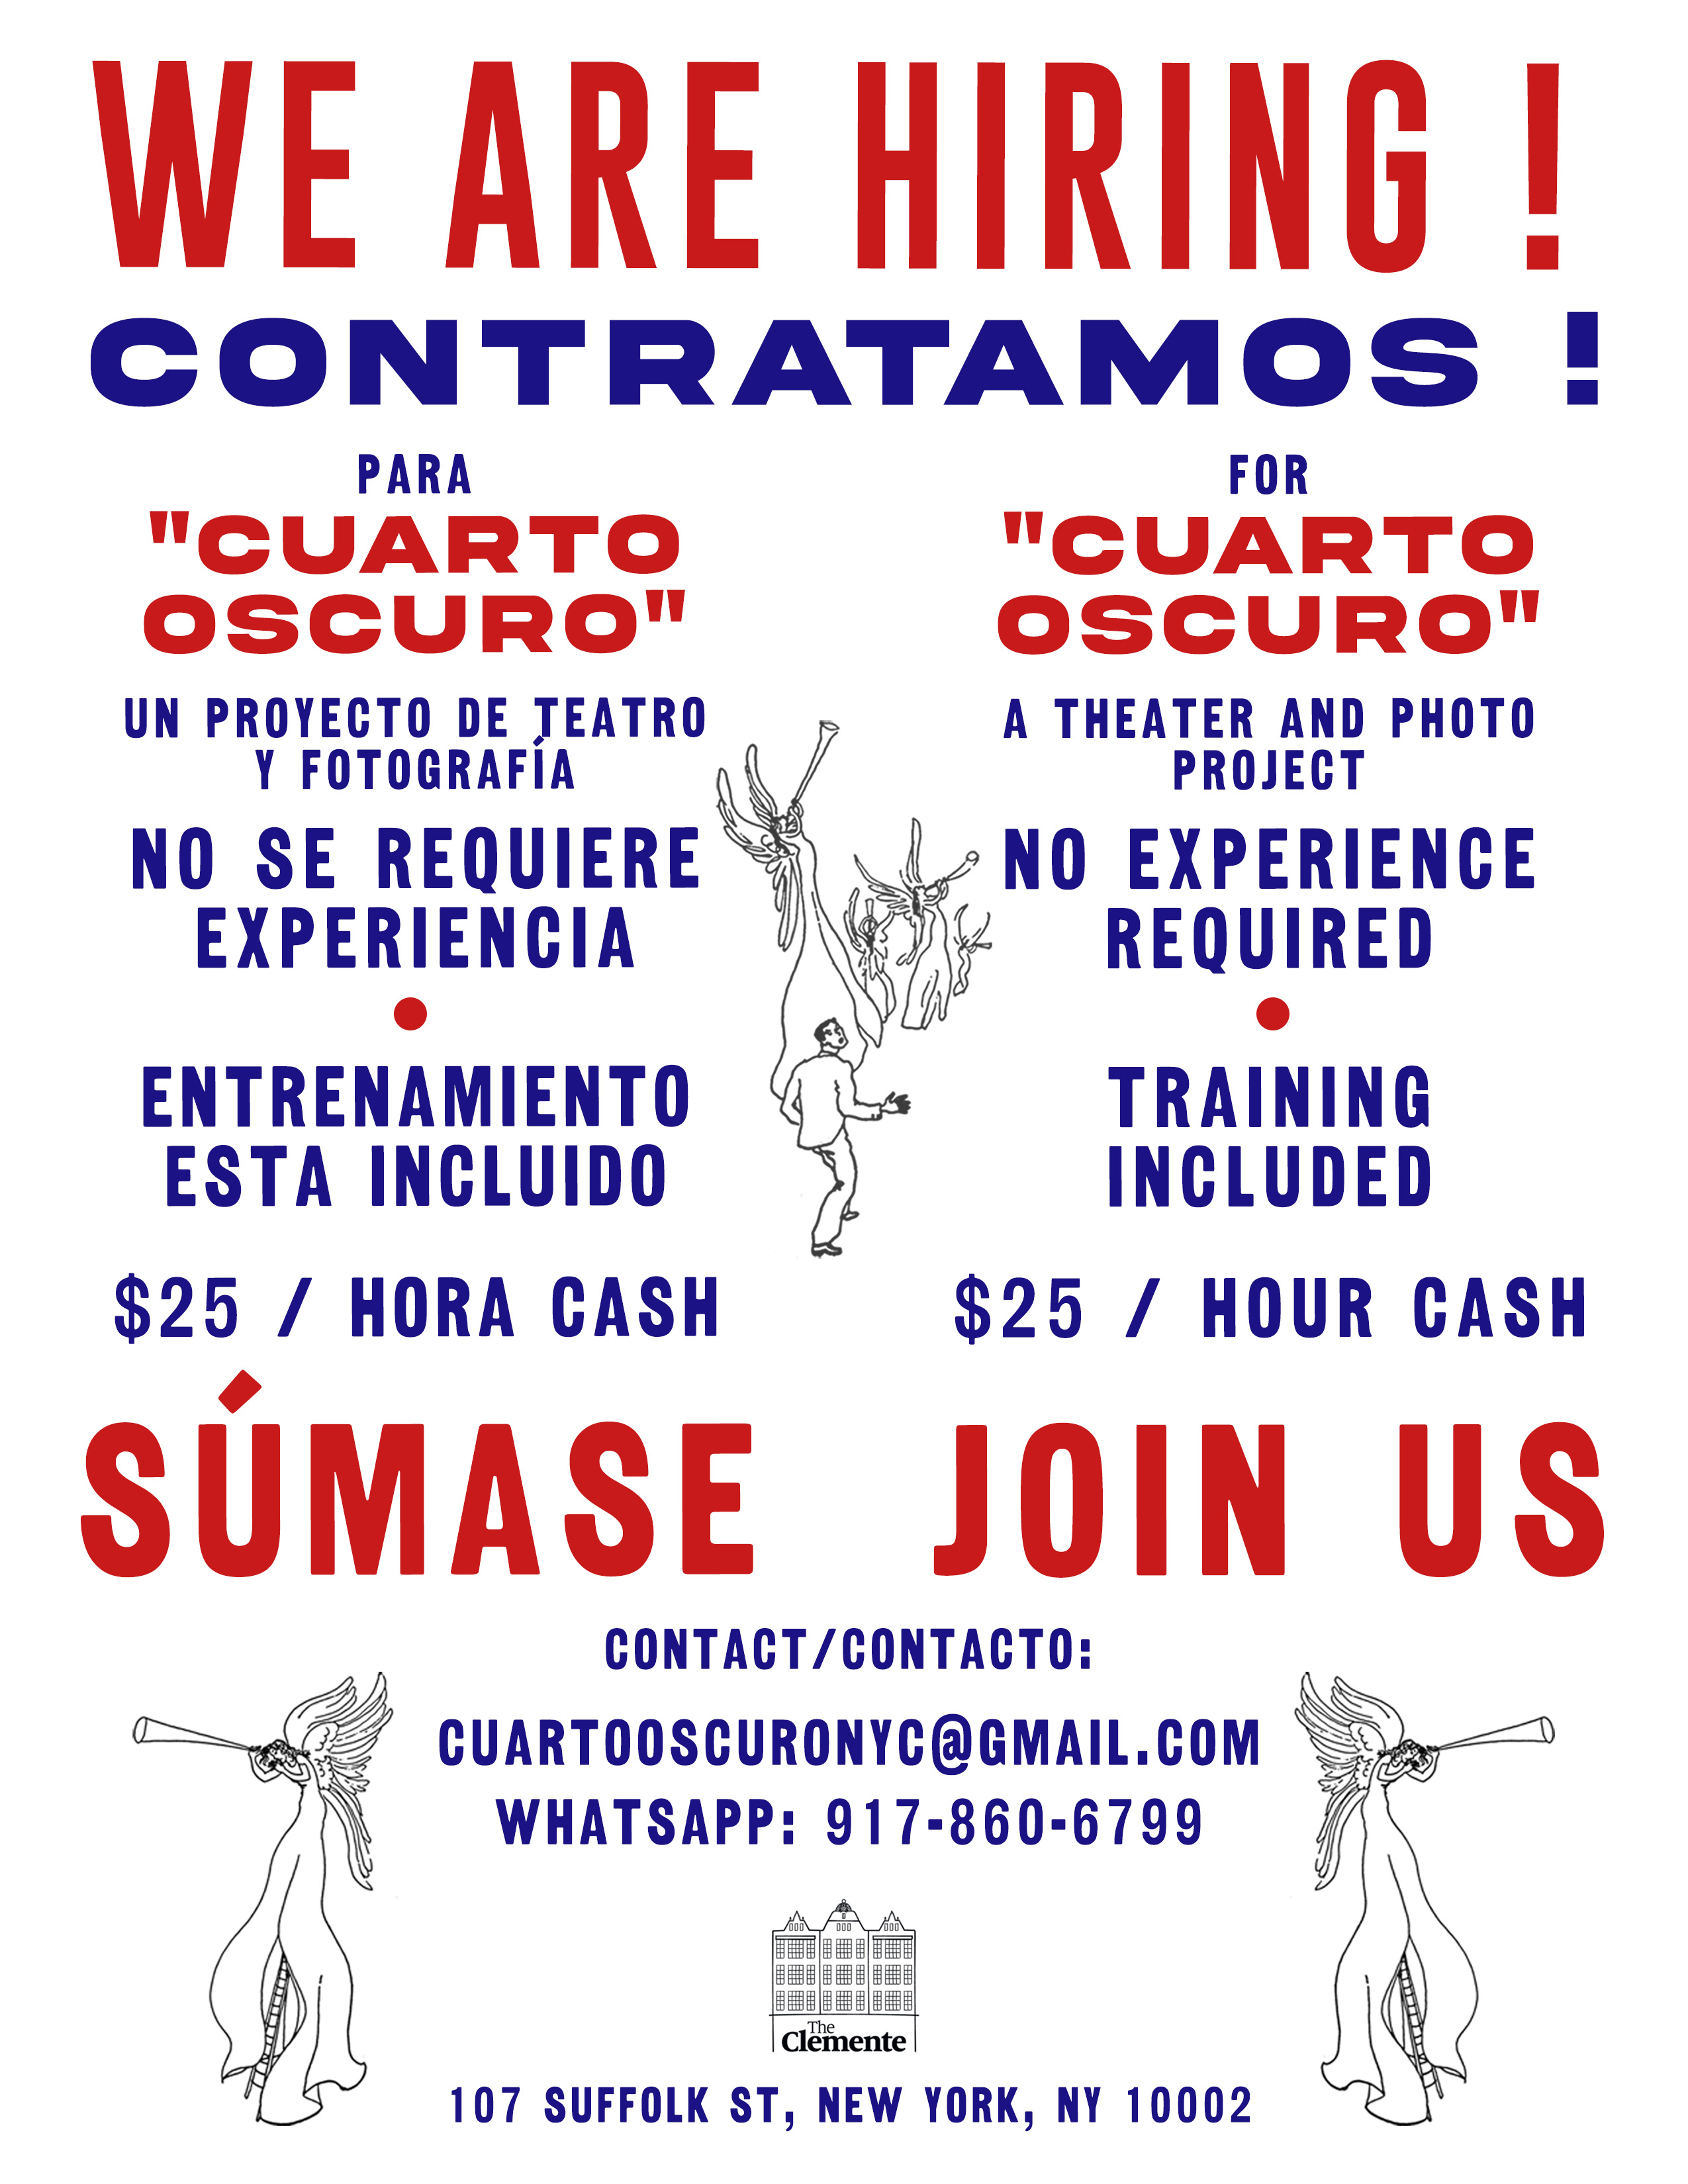 WE ARE HIRING !
CONTRATAMOS !
PARA
"CUARTO
OSCURO"
UN PROYECTO DE TEATRO
Y FOTOGRAFÍA
NO SE REQUIERE
EXPERIENCIA
ENTRENAMIENTO
ESTA INCLUIDO
$25 / HORA CASH
SÚMASE
FOR
"CUARTO
OSCURO"
A THEATER AND PHOTO
PROJECT
NO EXPERIENCE
REQUIRED
TRAINING
INCLUDED
$25 / HOUR CASH
JOIN US
CONTACT/CONTACTO:
CUARTOOSCURONYC@GMAIL.COM
WHATSAPP: 917-860-6799
The
Clemente
107 SUFFOLK ST, NEW YORK, NY 10002